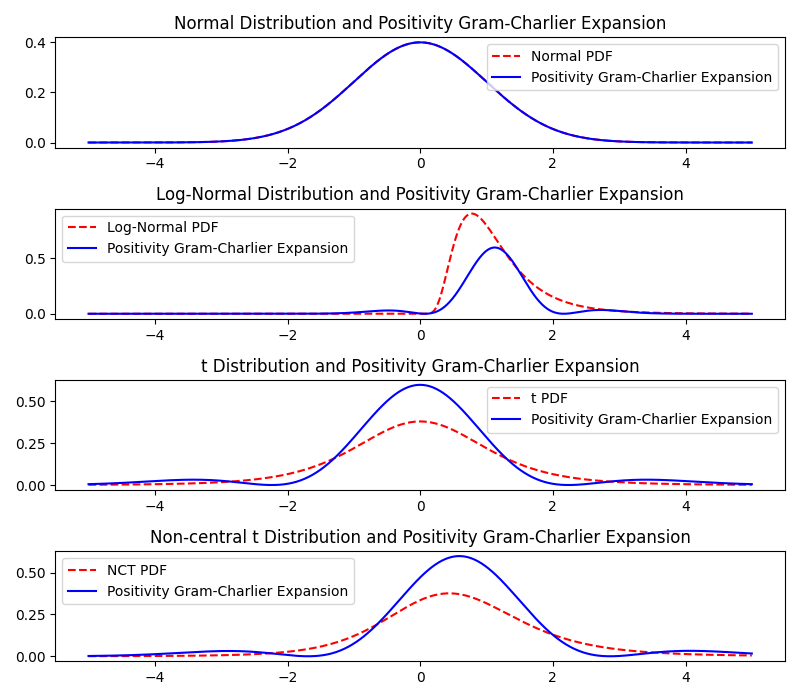 Normal Distribution and Positivity Gram-Charlier Expansion
Normal PDF
Positivity Gram-Charlier Expansion
0.4
0.2
0.0
−4 −2 0 2 4
Log-Normal Distribution and Positivity Gram-Charlier Expansion
Log-Normal PDF
Positivity Gram-Charlier Expansion
0.5
0.0
−4 −2 0 2 4
t Distribution and Positivity Gram-Charlier Expansion
t PDF
Positivity Gram-Charlier Expansion
0.50
0.25
0.00
−4 −2 0 2 4
Non-central t Distribution and Positivity Gram-Charlier Expansion
NCT PDF
Positivity Gram-Charlier Expansion
0.50
0.25
0.00
−4 −2 0 2 4